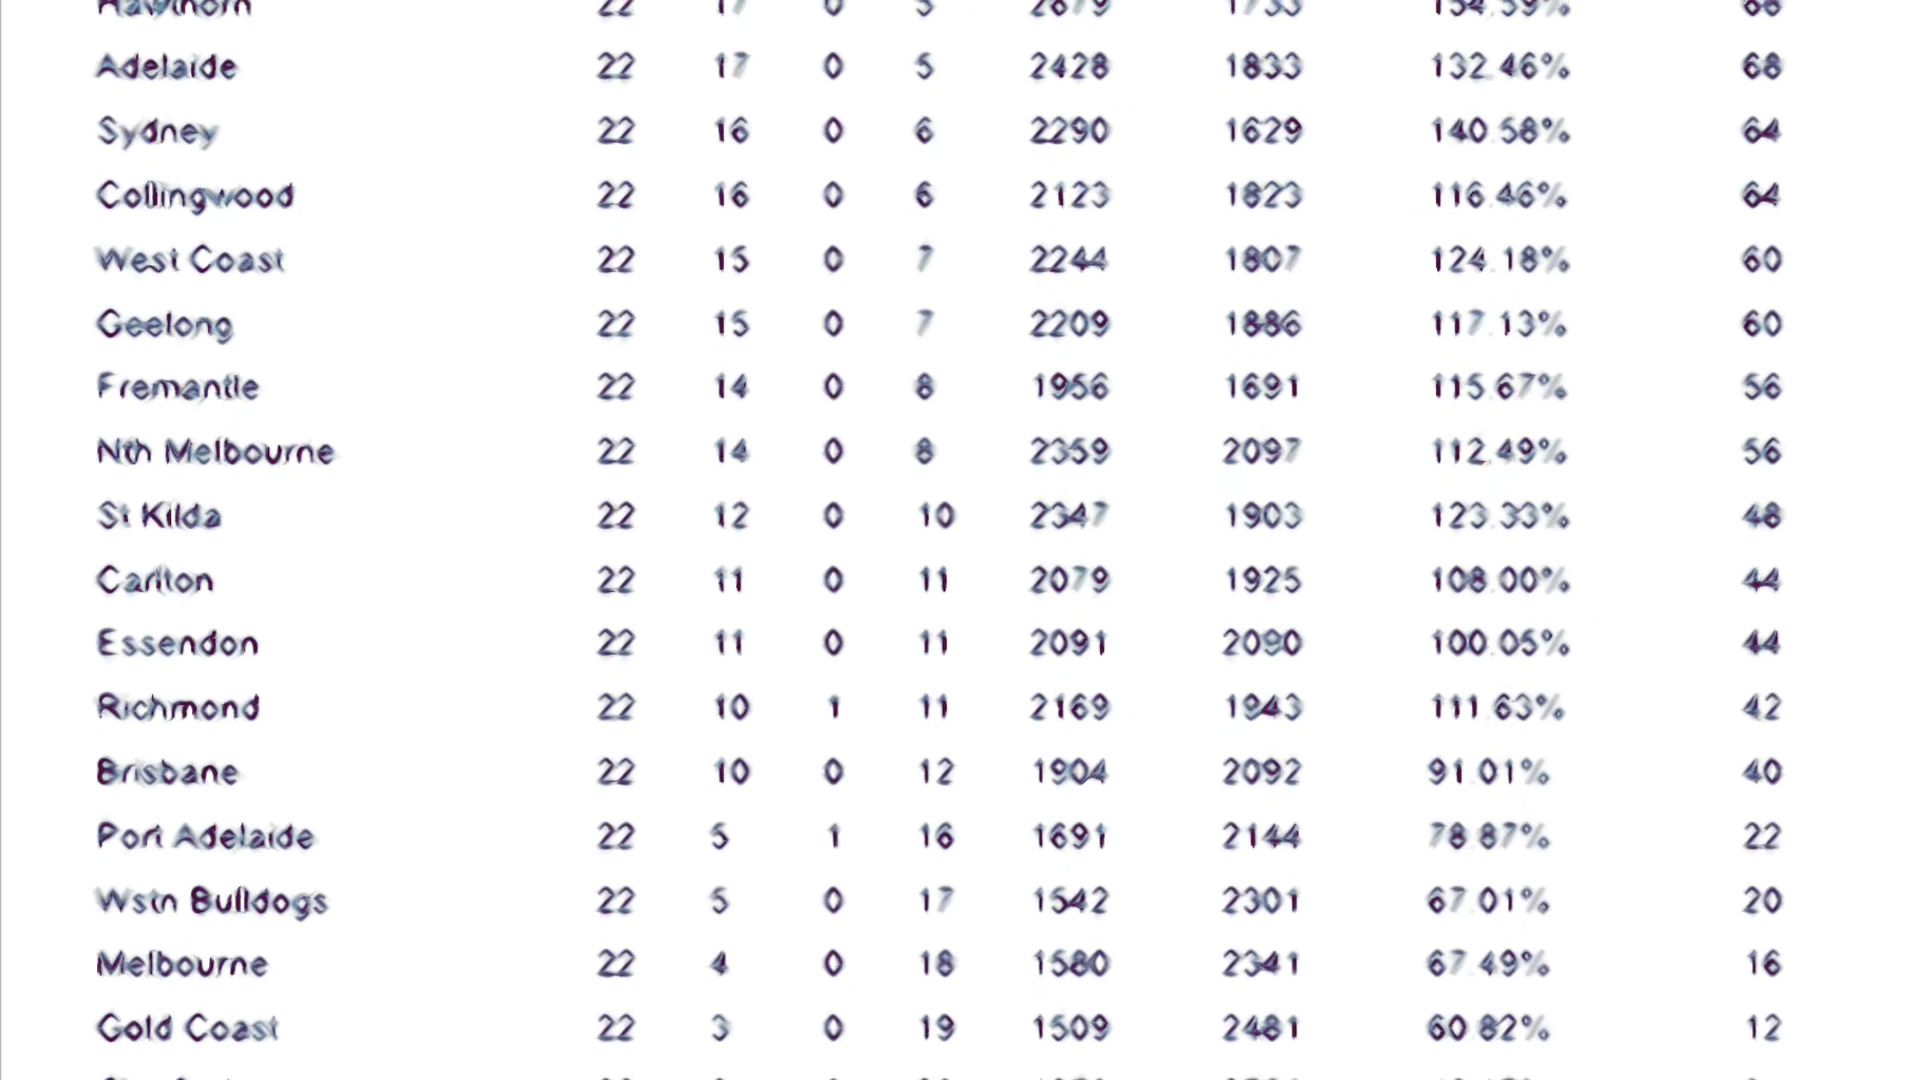 Hawthorn 22 17 0 5 2679 1733 154.59% 68
Adelaide 22 17 0 5 2428 1833 132.46% 68
Sydney 22 16 0 6 2290 1629 140.58% 64
Collingwood 22 16 0 6 2123 1823 116.46% 64
West Coast 22 15 0 7 2244 1807 124.18% 60
Geelong 22 15 0 7 2209 1886 117.13% 60
Fremantle 22 14 0 8 1956 1691 115.67% 56
Nth Melbourne 22 14 0 8 2359 2097 112.49% 56
St Kilda 22 12 0 10 2347 1903 123.33% 48
Carlton 22 11 0 11 2079 1925 108.00% 44
Essendon 22 11 0 11 2091 2090 100.05% 44
Richmond 22 10 1 11 2169 1943 111.63% 42
Brisbane 22 10 0 12 1904 2092 91.01% 40
Port Adelaide 22 5 1 16 1691 2144 78.87% 22
Wstn Bulldogs 22 5 0 17 1542 2301 67.01% 20
Melbourne 22 4 0 18 1580 2341 67.49% 16
Gold Coast 22 3 0 19 1509 2481 60.82% 12